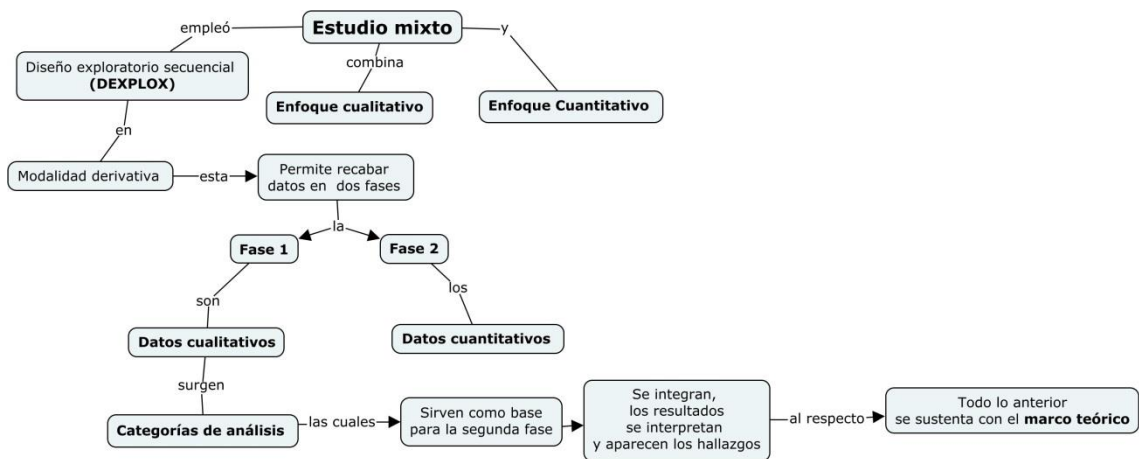 Estudio mixto
empleó
y
Diseño exploratorio secuencial
(DEXPLOX)
combina
Enfoque cualitativo
Enfoque Cuantitativo
en
Modalidad derivativa
esta
Permite recabar
datos en dos fases
la
Fase 1
Fase 2
son
los
Datos cualitativos
Datos cuantitativos
surgen
Categorías de análisis
las cuales
Sirven como base
para la segunda fase
Se integran,
los resultados
se interpretan
y aparecen los hallazgos
al respecto
Todo lo anterior
se sustenta con el marco teórico